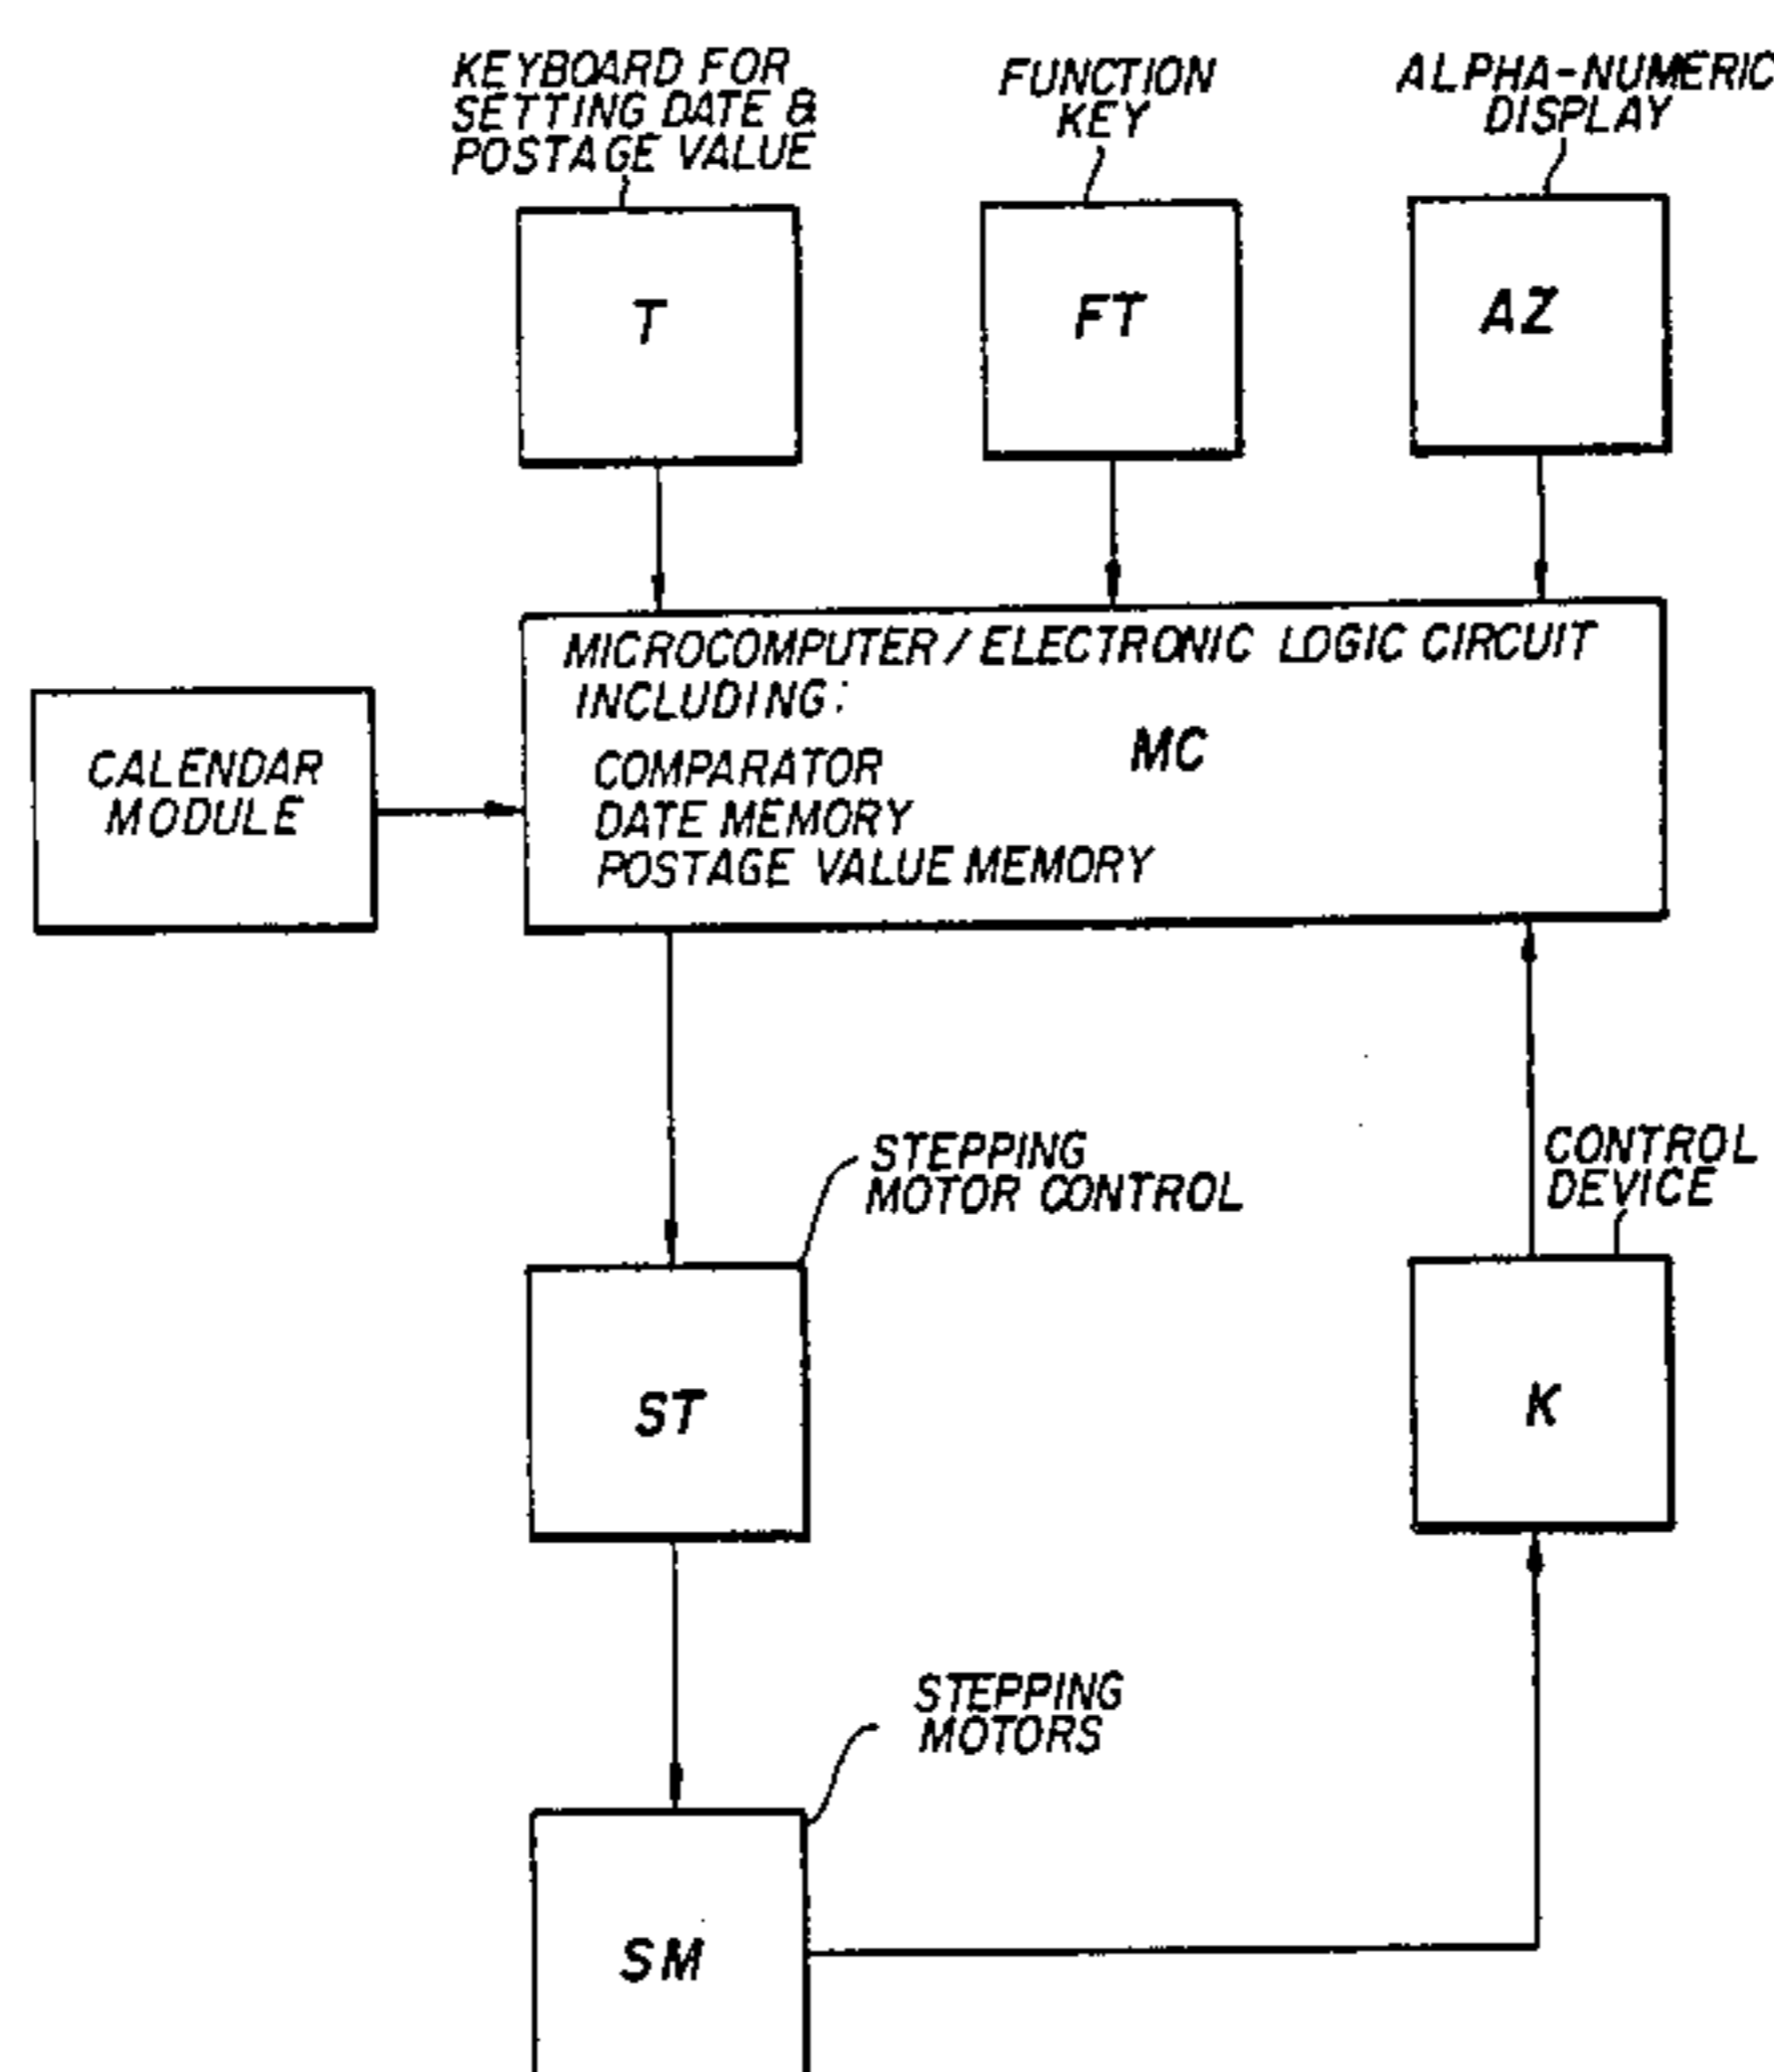 KEYBOARD FOR
SETTING DATE &
POSTAGE VALUE
FUNCTION
KEY
ALPHA-NUMERIC
DISPLAY
T
FT
AZ
MICROCOMPUTER / ELECTRONIC LOGIC CIRCUIT
INCLUDING:
MC
COMPARATOR
DATE MEMORY
POSTAGE VALUE MEMORY
CALENDAR
MODULE
STEPPING
MOTOR CONTROL
CONTROL
DEVICE
ST
K
STEPPING
MOTORS
SM